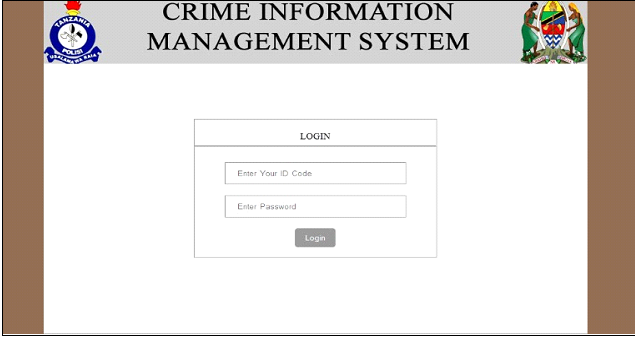 CRIME INFORMATION
MANAGEMENT SYSTEM
TANZANIA
POLISI
USALAMA WA RAIA
LOGIN
Enter Your ID Code
Enter Password
Login